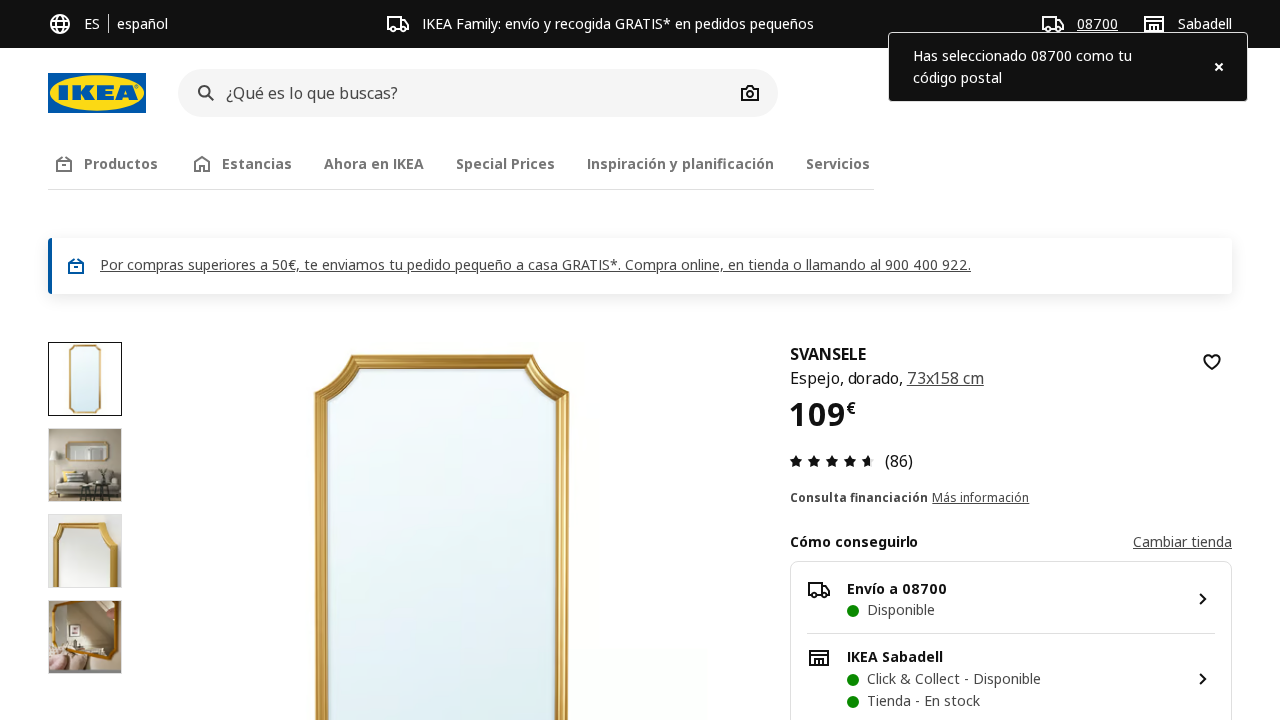 ES español
IKEA Family: envío y recogida GRATIS* en pedidos pequeños
08700
Sabadell
Has seleccionado 08700 como tu
código postal
IKEA
¿Qué es lo que buscas?
Productos
Estancias
Ahora en IKEA
Special Prices
Inspiración y planificación
Servicios
Por compras superiores a 50€, te enviamos tu pedido pequeño a casa GRATIS*. Compra online, en tienda o llamando al 900 400 922.
SVANSELE
Espejo, dorado, 73x158 cm
109€
(86)
Consulta financiación Más información
Cómo conseguirlo
Cambiar tienda
Envío a 08700
Disponible
IKEA Sabadell
Click & Collect - Disponible
Tienda - En stock